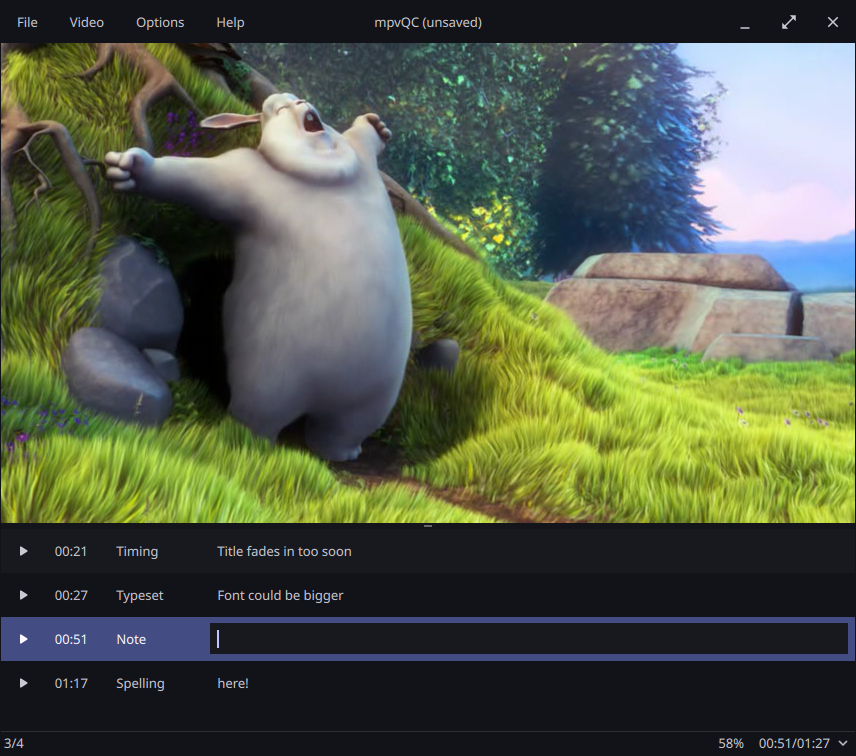 File Video Options Help mpvQC (unsaved)
00:21 Timing Title fades in too soon
00:27 Typeset Font could be bigger
00:51 Note
01:17 Spelling here!
3/4 58% 00:51/01:27